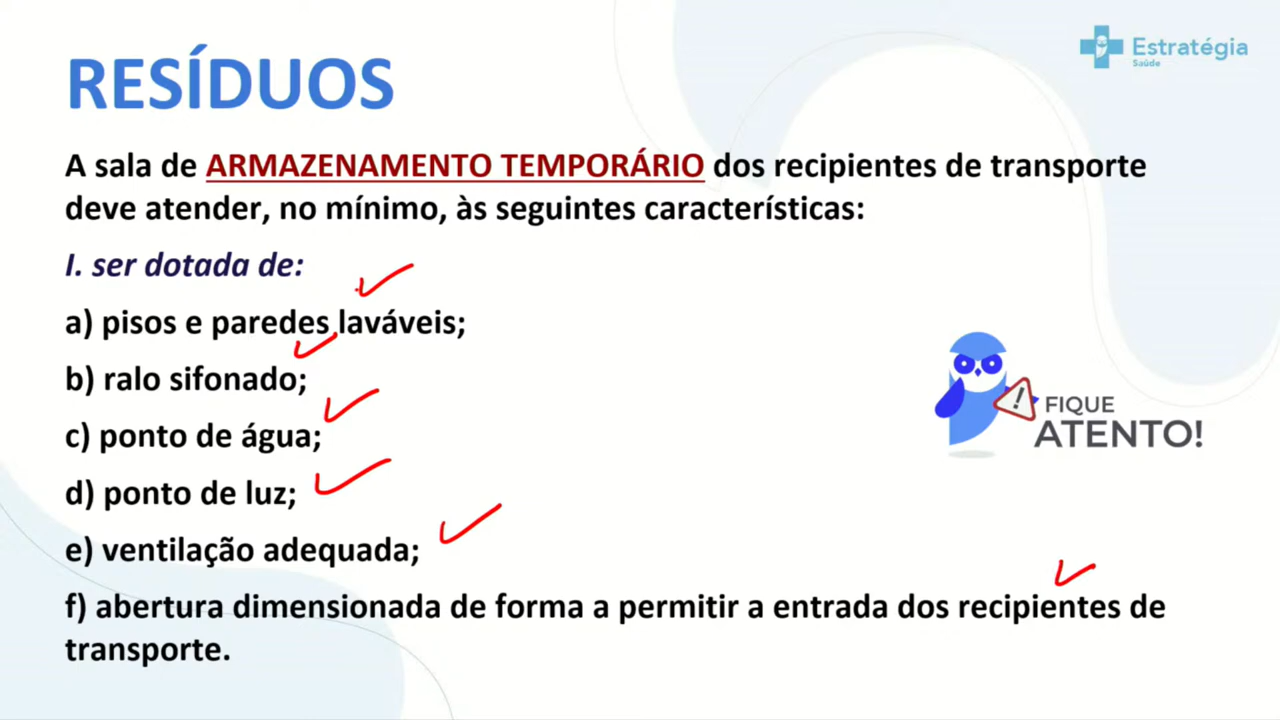 Estratégia
Saúde
RESÍDUOS
A sala de ARMAZENAMENTO TEMPORÁRIO dos recipientes de transporte
deve atender, no mínimo, às seguintes características:
I. ser dotada de:
a) pisos e paredes laváveis;
b) ralo sifonado;
c) ponto de água;
d) ponto de luz;
e) ventilação adequada;
f) abertura dimensionada de forma a permitir a entrada dos recipientes de
transporte.
FIQUE
ATENTO!